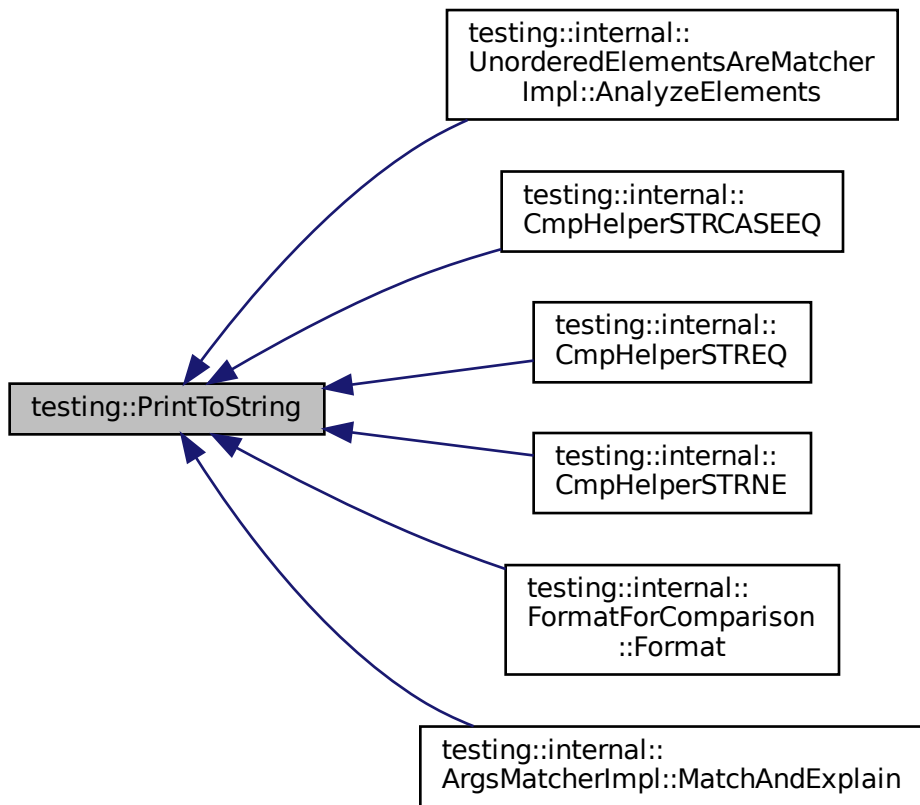 testing::internal::
UnorderedElementsAreMatcher
Impl::AnalyzeElements
testing::internal::
CmpHelperSTRCASEEQ
testing::internal::
CmpHelperSTREQ
testing::PrintToString
testing::internal::
CmpHelperSTRNE
testing::internal::
FormatForComparison
::Format
testing::internal::
ArgsMatcherImpl::MatchAndExplain